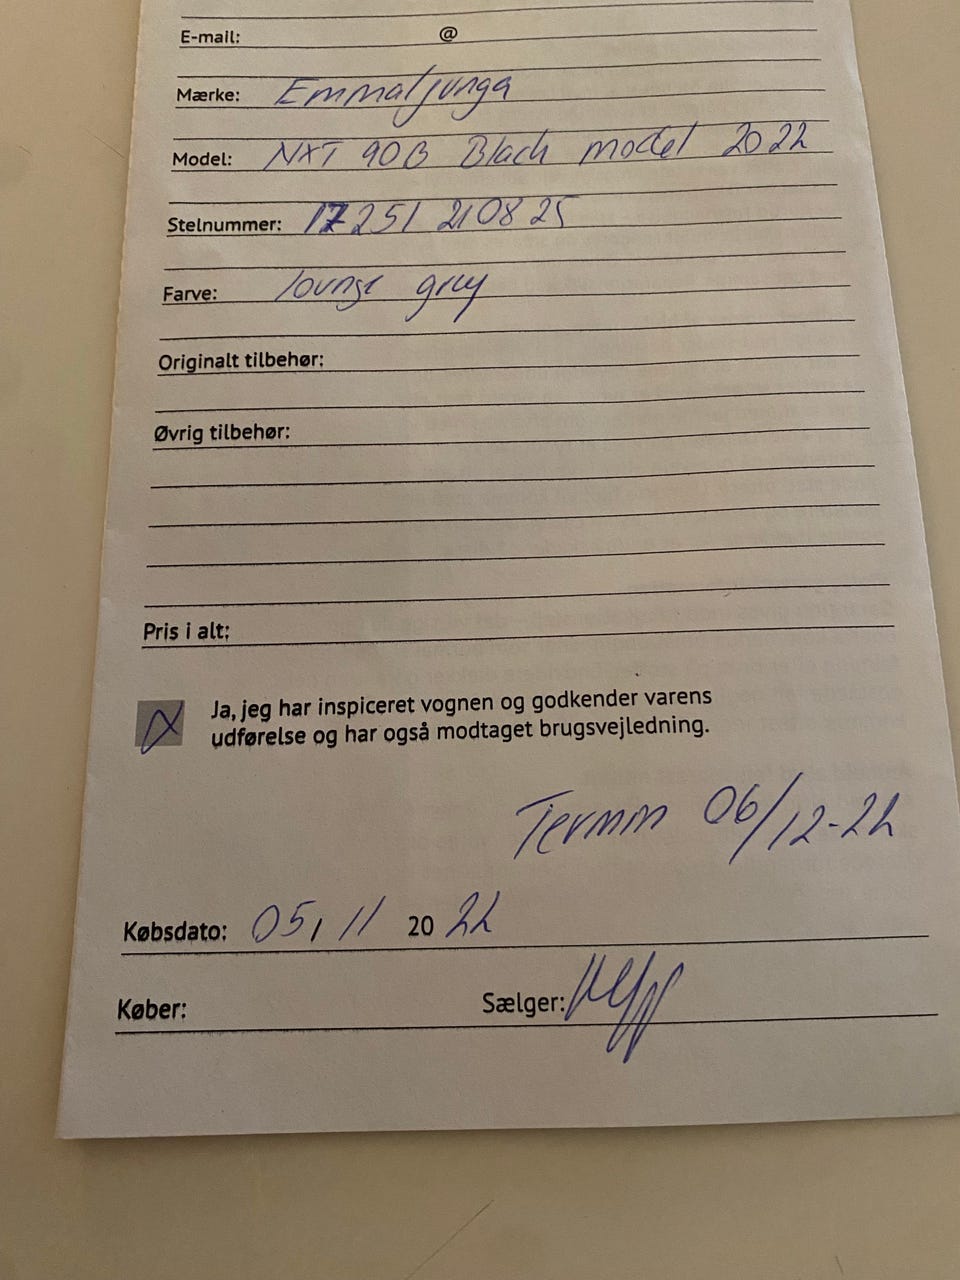 E-mail: @
Mærke: Emmaljunga
Model: NXT 90B Black model 2022
Stelnummer: 17251 210825
Farve: lounge grey
Originalt tilbehør:
Øvrig tilbehør:
Pris i alt:
Ja, jeg har inspiceret vognen og godkender varens
udførelse og har også modtaget brugsvejledning.
Termin 06/12-22
Købsdato: 05, 11 2022
Køber: Sælger: